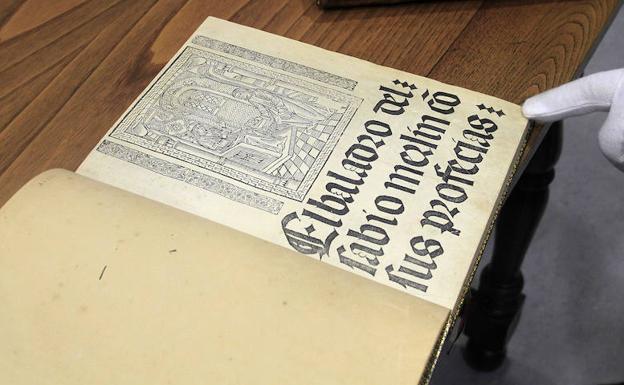 El baladro del:
sabio merlin cõ
sus profecias: